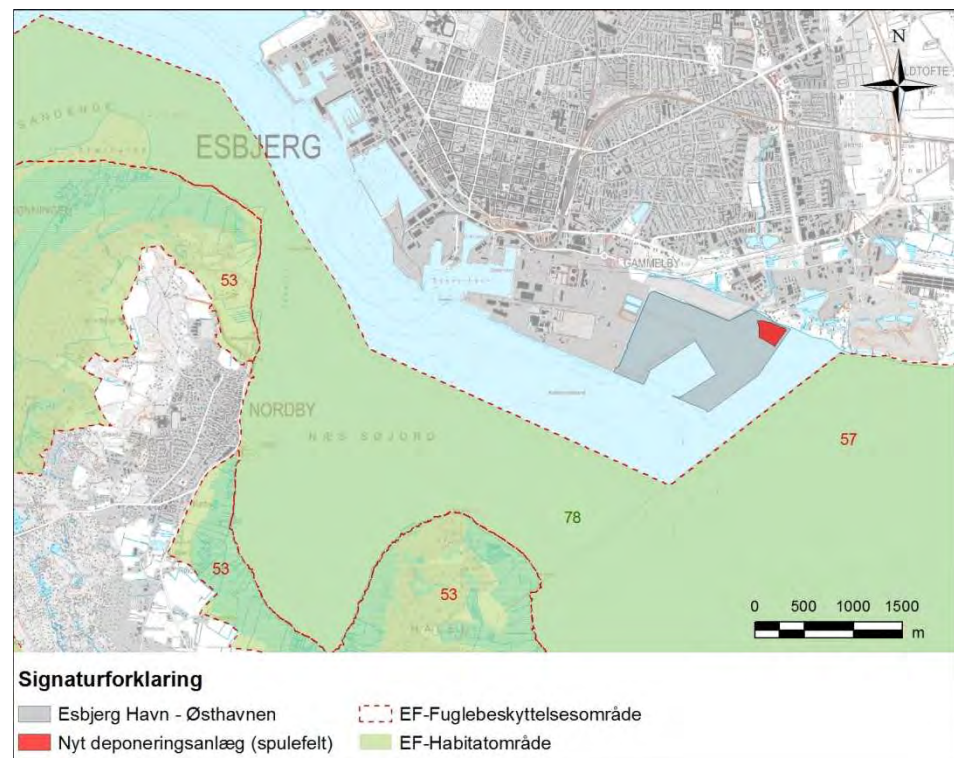 N
SANDENDE
ESBJERG
GAMMELBY
53
NORDBY
NÆS SØJORD
57
78
53
53
0 500 1000 1500
m
Signaturforklaring
Esbjerg Havn - Østhavnen
EF-Fuglebeskyttelsesområde
Nyt deponeringsanlæg (spulefelt)
EF-Habitatområde